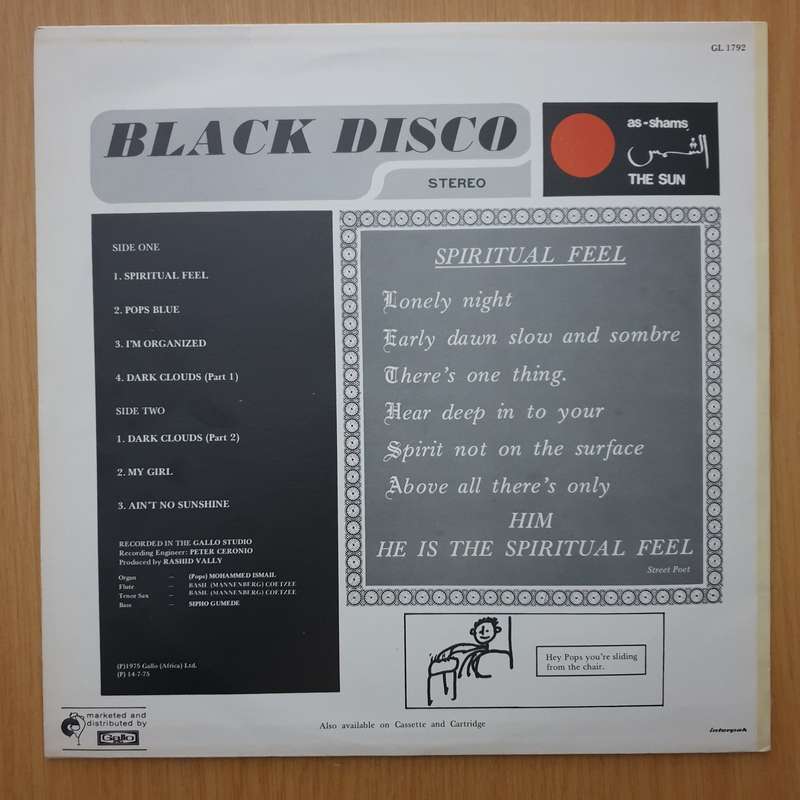 GL 1792
BLACK DISCO
STEREO
as-shams
الشمس
THE SUN
SIDE ONE
1. SPIRITUAL FEEL
2. POPS BLUE
3. I'M ORGANIZED
4. DARK CLOUDS (Part 1)
SIDE TWO
1. DARK CLOUDS (Part 2)
2. MY GIRL
3. AIN'T NO SUNSHINE
RECORDED IN THE GALLO STUDIO
Recording Engineer: PETER CERONIO
Produced by RASHID VALLY
Organ – (Pops) MOHAMMED ISMAIL
Flute – BASIL (MANNENBERG) COETZEE
Tenor Sax – BASIL (MANNENBERG) COETZEE
Bass – SIPHO GUMEDE
(P)1975 Gallo (Africa) Ltd.
(P) 14-7-75
SPIRITUAL FEEL
Lonely night
Early dawn slow and sombre
There's one thing.
Hear deep in to your
Spirit not on the surface
Above all there's only
HIM
HE IS THE SPIRITUAL FEEL
Street Poet
Hey Pops you're sliding
from the chair.
marketed and
distributed by
Gallo
Also available on Cassette and Cartridge
interpak